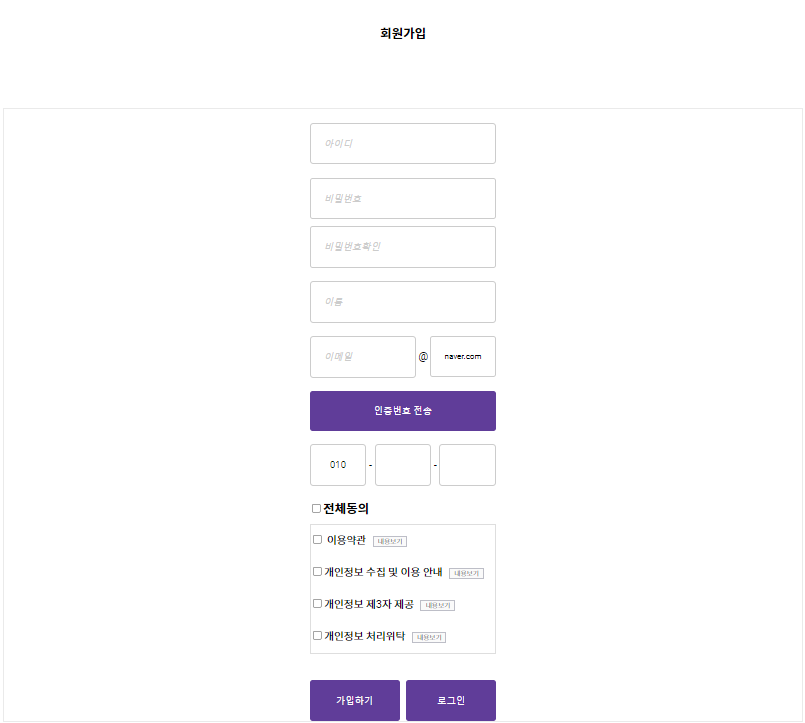 회원가입
아이디
비밀번호
비밀번호확인
이름
이메일 @ naver.com
인증번호 전송
010 - -
전체동의
이용약관 내용보기
개인정보 수집 및 이용 안내 내용보기
개인정보 제3자 제공 내용보기
개인정보 처리위탁 내용보기
가입하기 로그인